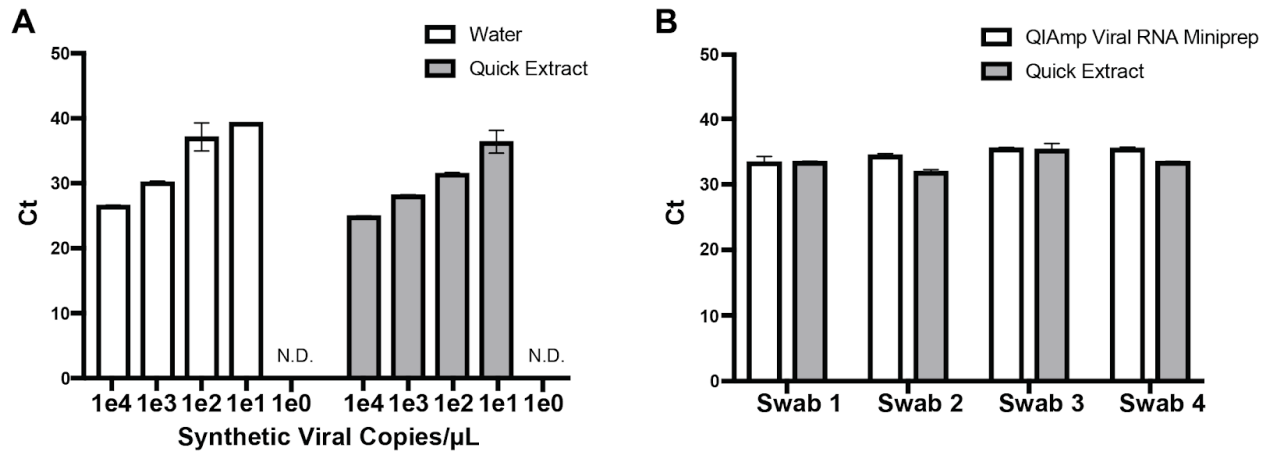 A
Water
Quick Extract
Ct
50
40
30
20
10
0
N.D.
N.D.
1e4 1e3 1e2 1e1 1e0 1e4 1e3 1e2 1e1 1e0
Synthetic Viral Copies/µL
B
QIAmp Viral RNA Miniprep
Quick Extract
Ct
50
40
30
20
10
0
Swab 1 Swab 2 Swab 3 Swab 4